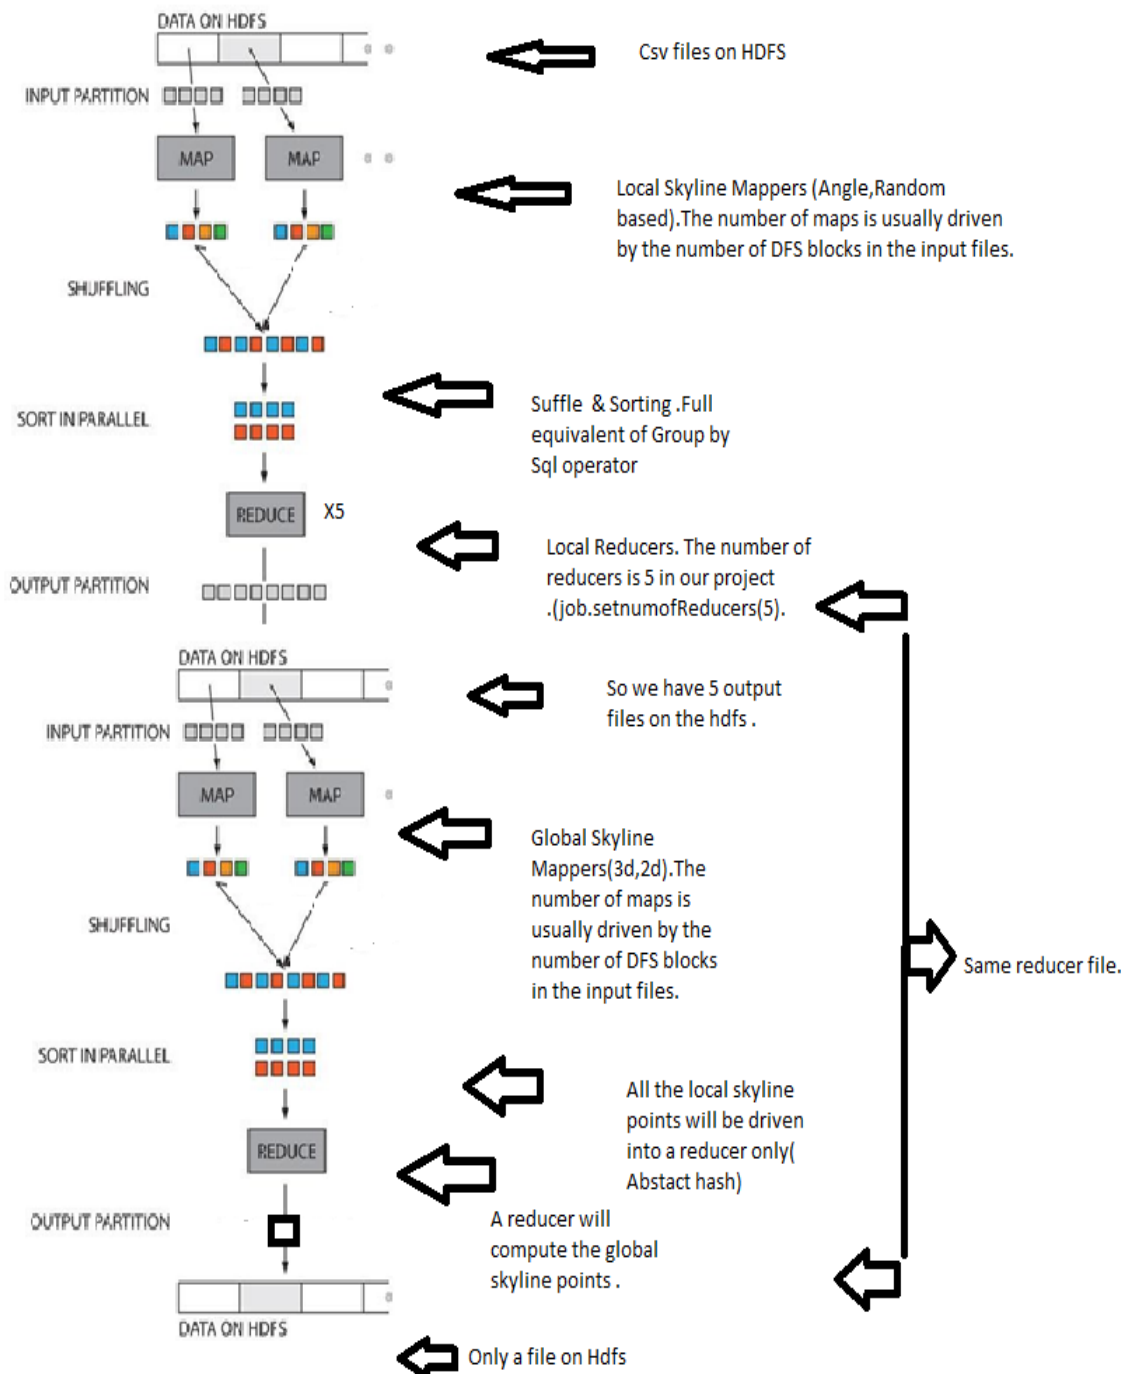 DATA ON HDFS
Csv files on HDFS
INPUT PARTITION
MAP
MAP
Local Skyline Mappers (Angle,Random
based).The number of maps is usually driven
by the number of DFS blocks in the input files.
SHUFFLING
SORT IN PARALLEL
Suffle & Sorting .Full
equivalent of Group by
Sql operator
REDUCE
X5
Local Reducers. The number of
reducers is 5 in our project
.(job.setnumofReducers(5).
OUTPUT PARTITION
DATA ON HDFS
So we have 5 output
files on the hdfs .
INPUT PARTITION
MAP
MAP
Global Skyline
Mappers(3d,2d).The
number of maps is
usually driven by the
number of DFS blocks
in the input files.
SHUFFLING
Same reducer file.
SORT IN PARALLEL
All the local skyline
points will be driven
into a reducer only(
Abstact hash)
REDUCE
OUTPUT PARTITION
A reducer will
compute the global
skyline points .
DATA ON HDFS
Only a file on Hdfs